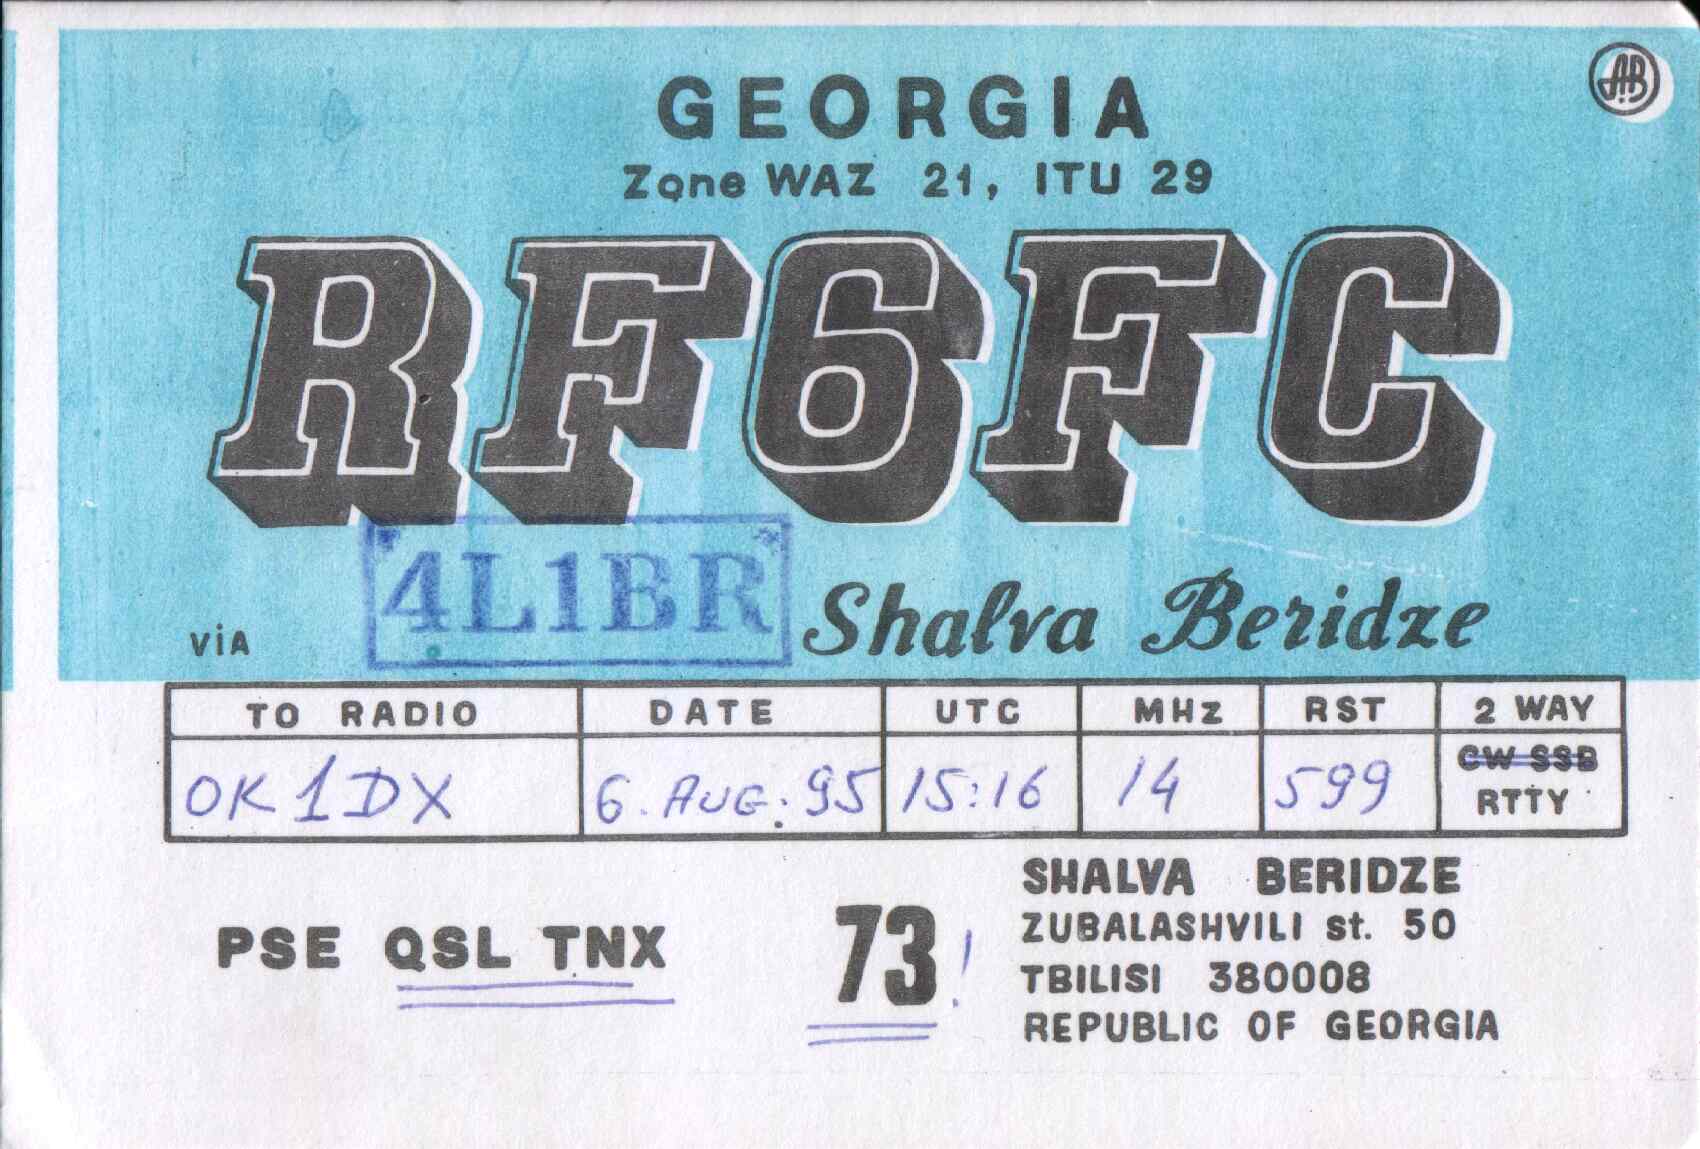 GEORGIA
AB
Zone WAZ 21, ITU 29
RF6FC
via 4L1BR Shalva Beridze
TO RADIO DATE UTC MHz RST 2 WAY
OK1DX 6. AUG. 95 15:16 14 599 CW SSB
RTTY
PSE QSL TNX 73!
SHALVA BERIDZE
ZUBALASHVILI st. 50
TBILISI 380008
REPUBLIC OF GEORGIA